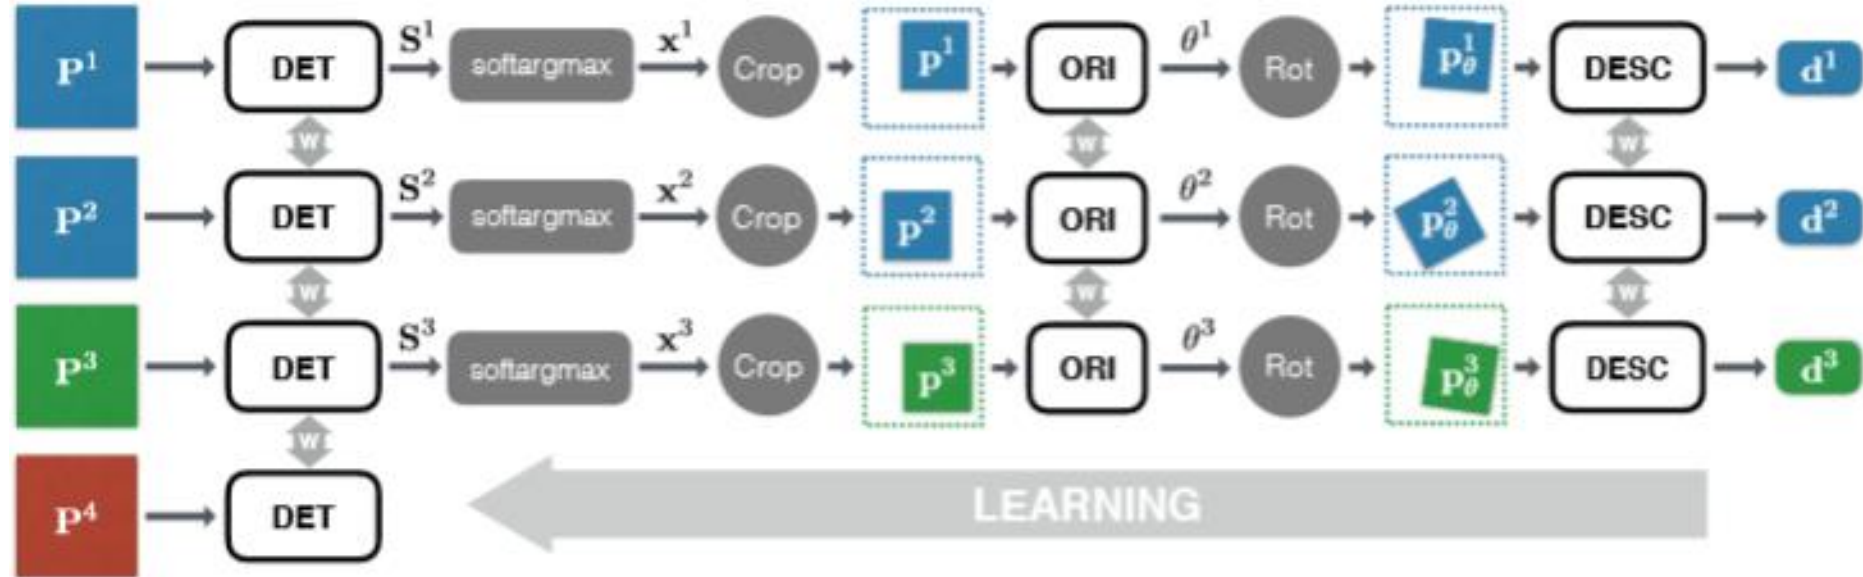 P¹ DET S¹ softargmax x¹ Crop p¹ ORI θ¹ Rot p¹θ DESC d¹
W W W
P² DET S² softargmax x² Crop p² ORI θ² Rot p²θ DESC d²
W W W
P³ DET S³ softargmax x³ Crop p³ ORI θ³ Rot p³θ DESC d³
W
P⁴ DET LEARNING